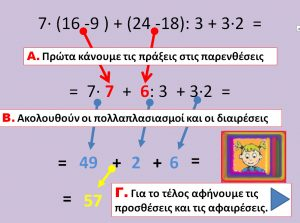 7· (16 -9 ) + (24 -18): 3 + 3·2 =
Α. Πρώτα κάνουμε τις πράξεις στις παρενθέσεις
= 7· 7 + 6: 3 + 3·2 =
Β. Ακολουθούν οι πολλαπλασιασμοί και οι διαιρέσεις
= 49 + 2 + 6 =
= 57
Γ. Για το τέλος αφήνουμε τις
προσθέσεις και τις αφαιρέσεις.